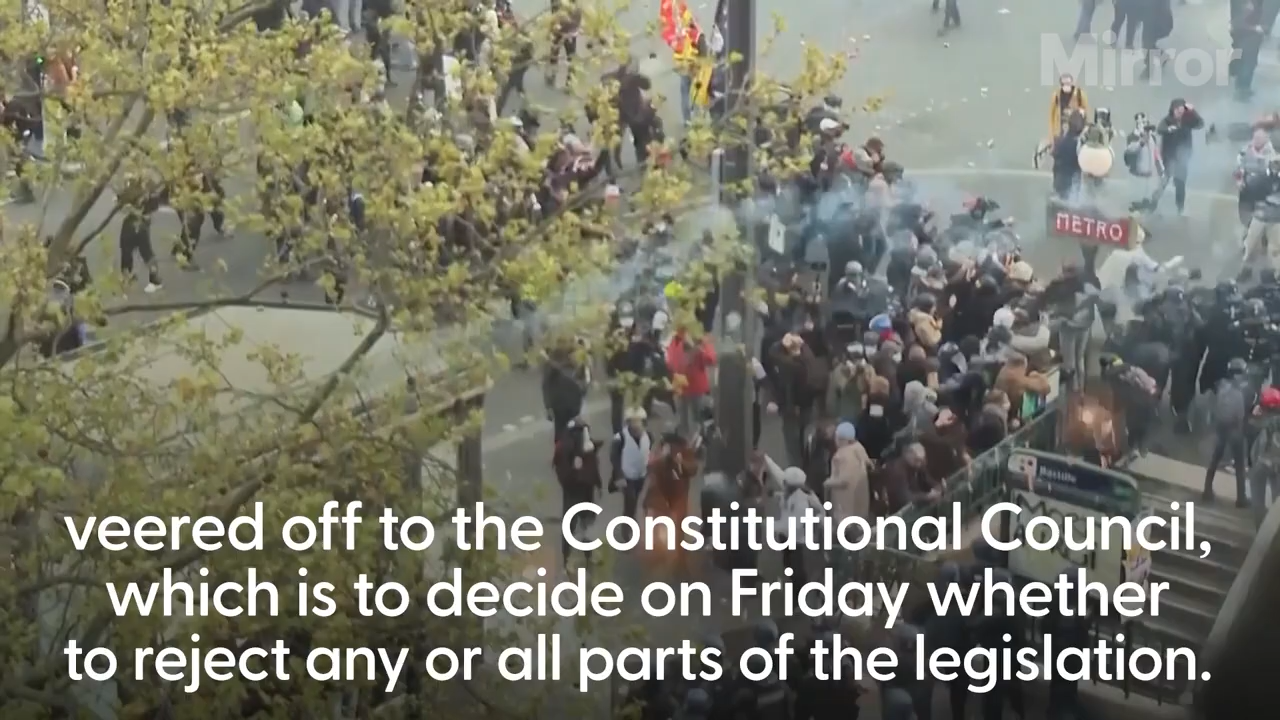 Mirror
METRO
Bastille
veered off to the Constitutional Council,
which is to decide on Friday whether
to reject any or all parts of the legislation.